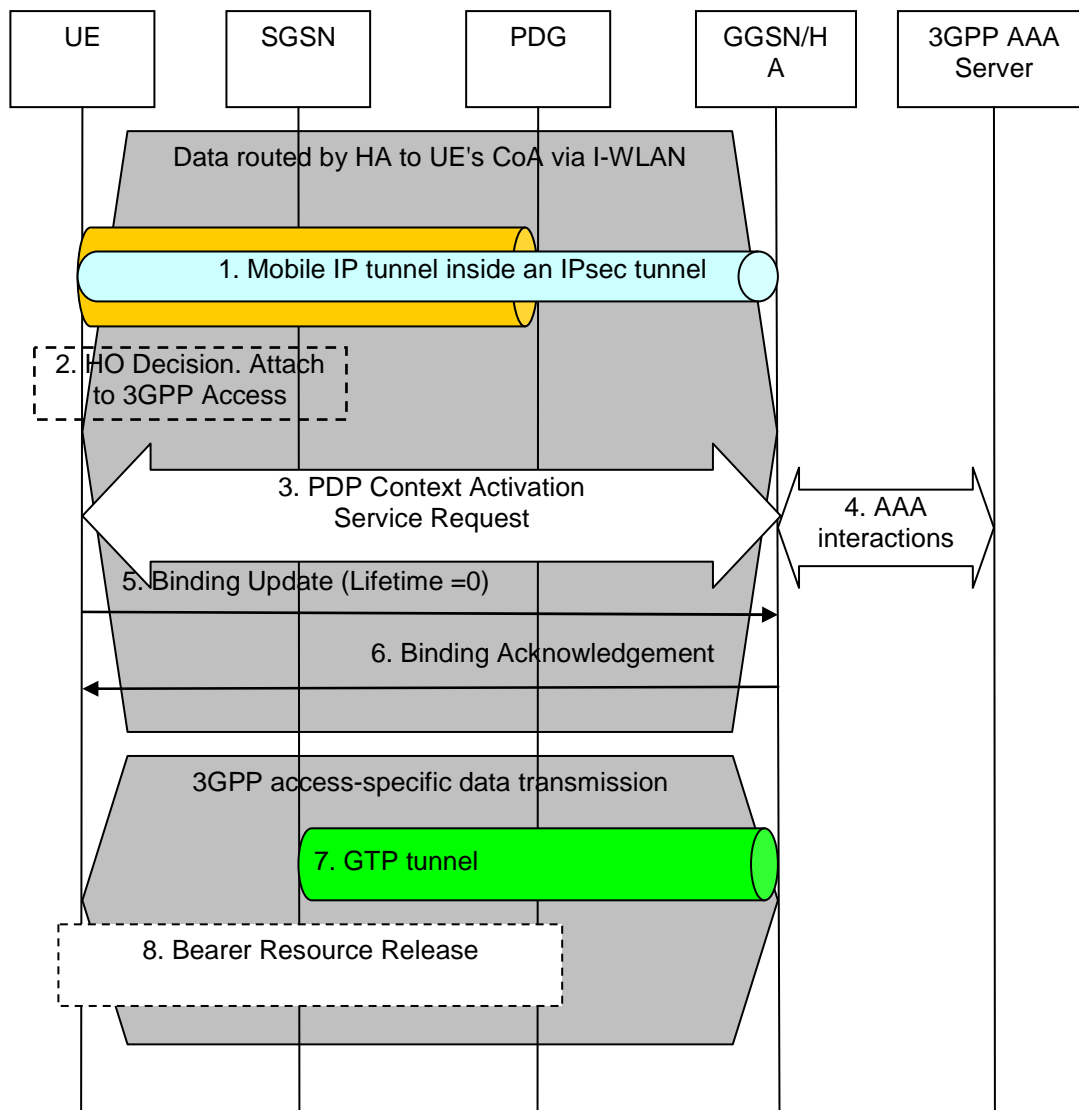 UE
SGSN
PDG
GGSN/H
A
3GPP AAA
Server
Data routed by HA to UE's CoA via I-WLAN
1. Mobile IP tunnel inside an IPsec tunnel
2. HO Decision. Attach
to 3GPP Access
3. PDP Context Activation
Service Request
4. AAA
interactions
5. Binding Update (Lifetime =0)
6. Binding Acknowledgement
3GPP access-specific data transmission
7. GTP tunnel
8. Bearer Resource Release